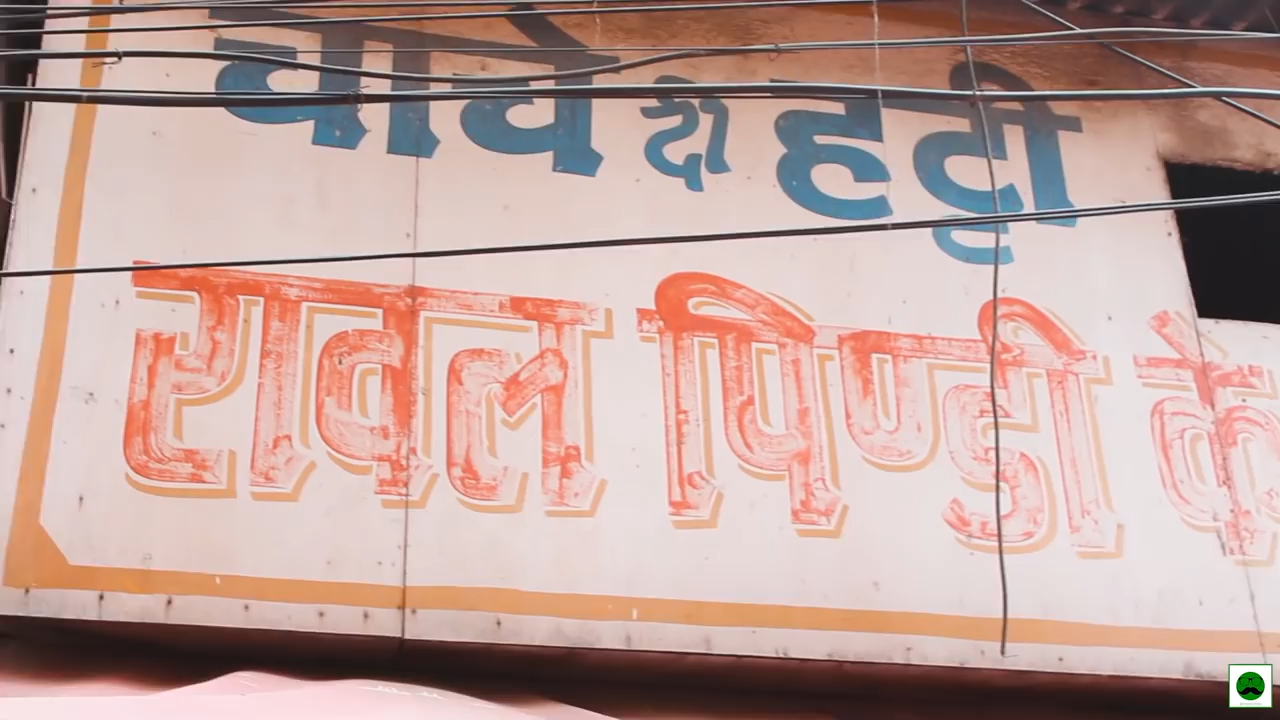 चाचे दी हट्टी
रावल पिण्डी के